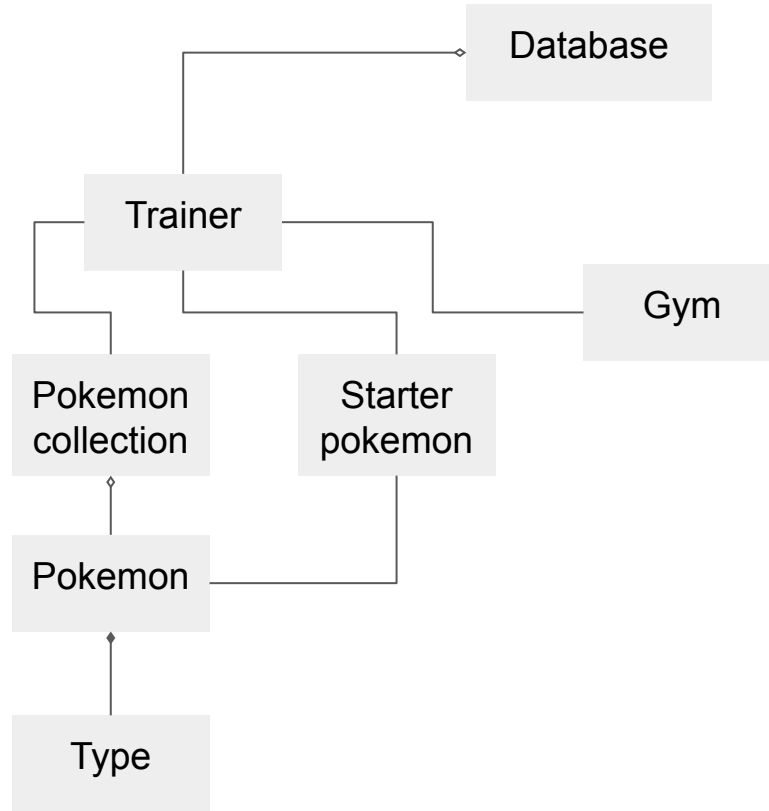 Database
Trainer
Gym
Pokemon
collection
Starter
pokemon
Pokemon
Type